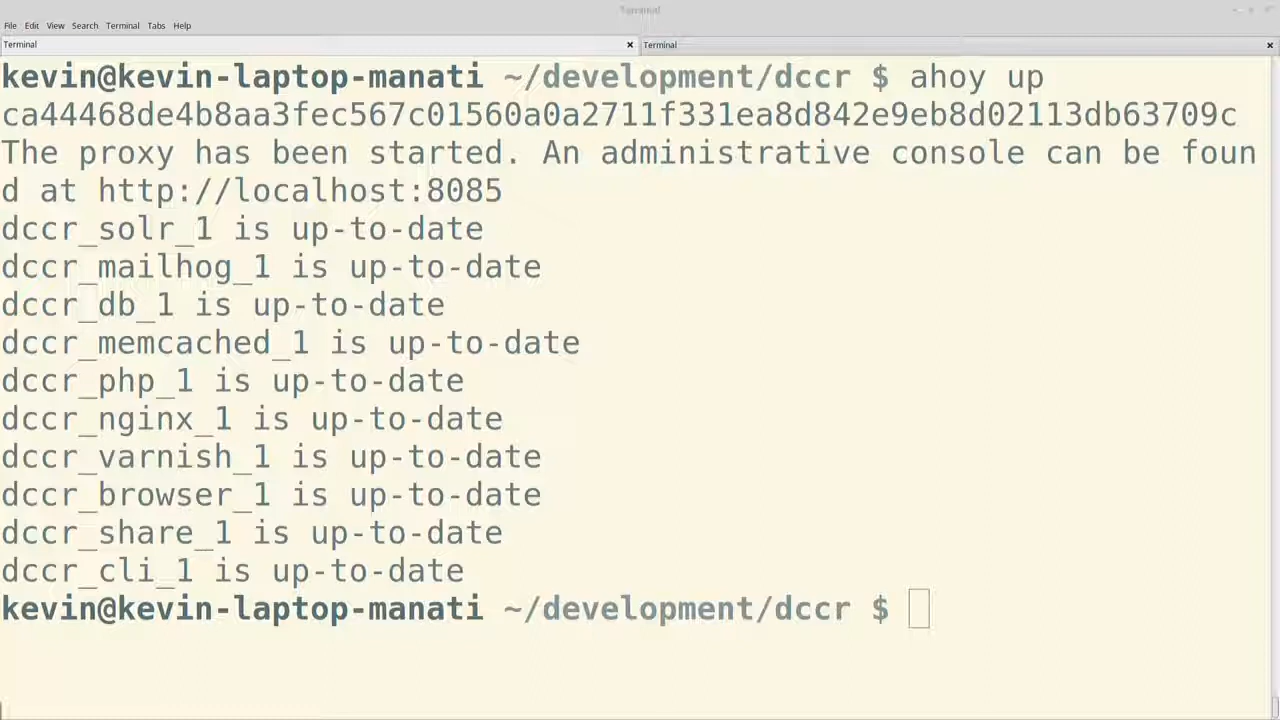 Terminal
File Edit View Search Terminal Tabs Help
Terminal Terminal
kevin@kevin-laptop-manati ~/development/dccr $ ahoy up
ca44468de4b8aa3fec567c01560a0a2711f331ea8d842e9eb8d02113db63709c
The proxy has been started. An administrative console can be foun
d at http://localhost:8085
dccr_solr_1 is up-to-date
dccr_mailhog_1 is up-to-date
dccr_db_1 is up-to-date
dccr_memcached_1 is up-to-date
dccr_php_1 is up-to-date
dccr_nginx_1 is up-to-date
dccr_varnish_1 is up-to-date
dccr_browser_1 is up-to-date
dccr_share_1 is up-to-date
dccr_cli_1 is up-to-date
kevin@kevin-laptop-manati ~/development/dccr $